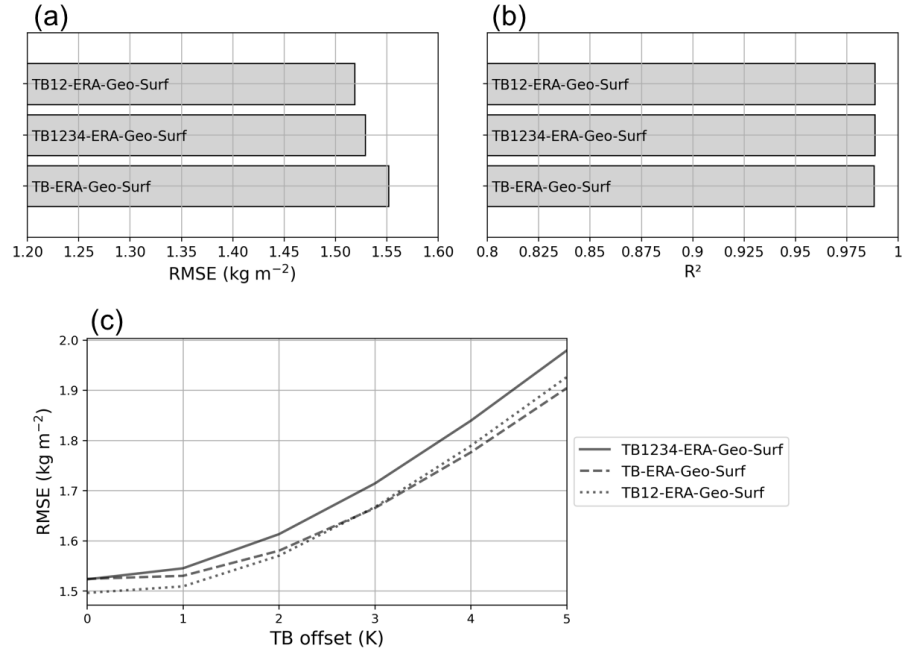 (a)
TB12-ERA-Geo-Surf
TB1234-ERA-Geo-Surf
TB-ERA-Geo-Surf
1.20 1.25 1.30 1.35 1.40 1.45 1.50 1.55 1.60
RMSE (kg m⁻²)
(b)
TB12-ERA-Geo-Surf
TB1234-ERA-Geo-Surf
TB-ERA-Geo-Surf
0.8 0.825 0.85 0.875 0.9 0.925 0.95 0.975 1
R²
(c)
RMSE (kg m⁻²)
2.0
1.9
1.8
1.7
1.6
1.5
0 1 2 3 4 5
TB offset (K)
TB1234-ERA-Geo-Surf
TB-ERA-Geo-Surf
TB12-ERA-Geo-Surf